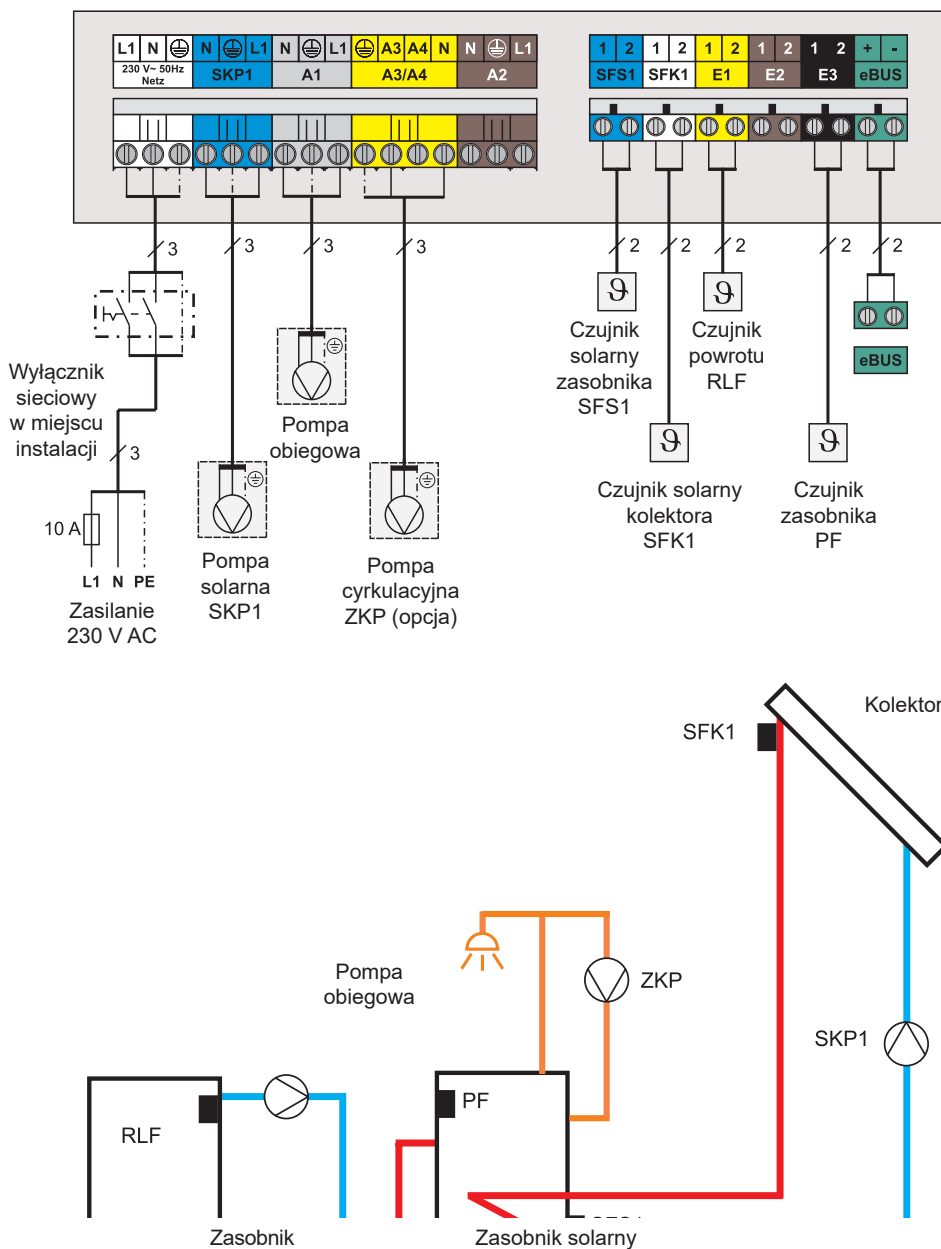 L1 N N L1 N L1 A3 A4 N N L1
230 V~ 50Hz
Netz
SKP1 A1 A3/A4 A2
1 2 1 2 1 2 1 2 1 2 + -
SFS1 SFK1 E1 E2 E3 eBUS
3 3 3 3 2 2 2 2 2
ϑ ϑ
Czujnik
solarny
zasobnika
SFS1
Czujnik
powrotu
RLF
eBUS
Wyłącznik
sieciowy
w miejscu
instalacji
3
Pompa
obiegowa
ϑ ϑ
Czujnik solarny
kolektora
SFK1
Czujnik
zasobnika
PF
10 A
L1 N PE
Zasilanie
230 V AC
Pompa
solarna
SKP1
Pompa
cyrkulacyjna
ZKP (opcja)
Kolektor
SFK1
Pompa
obiegowa
ZKP
SKP1
PF
RLF
Zasobnik
Zasobnik solarny